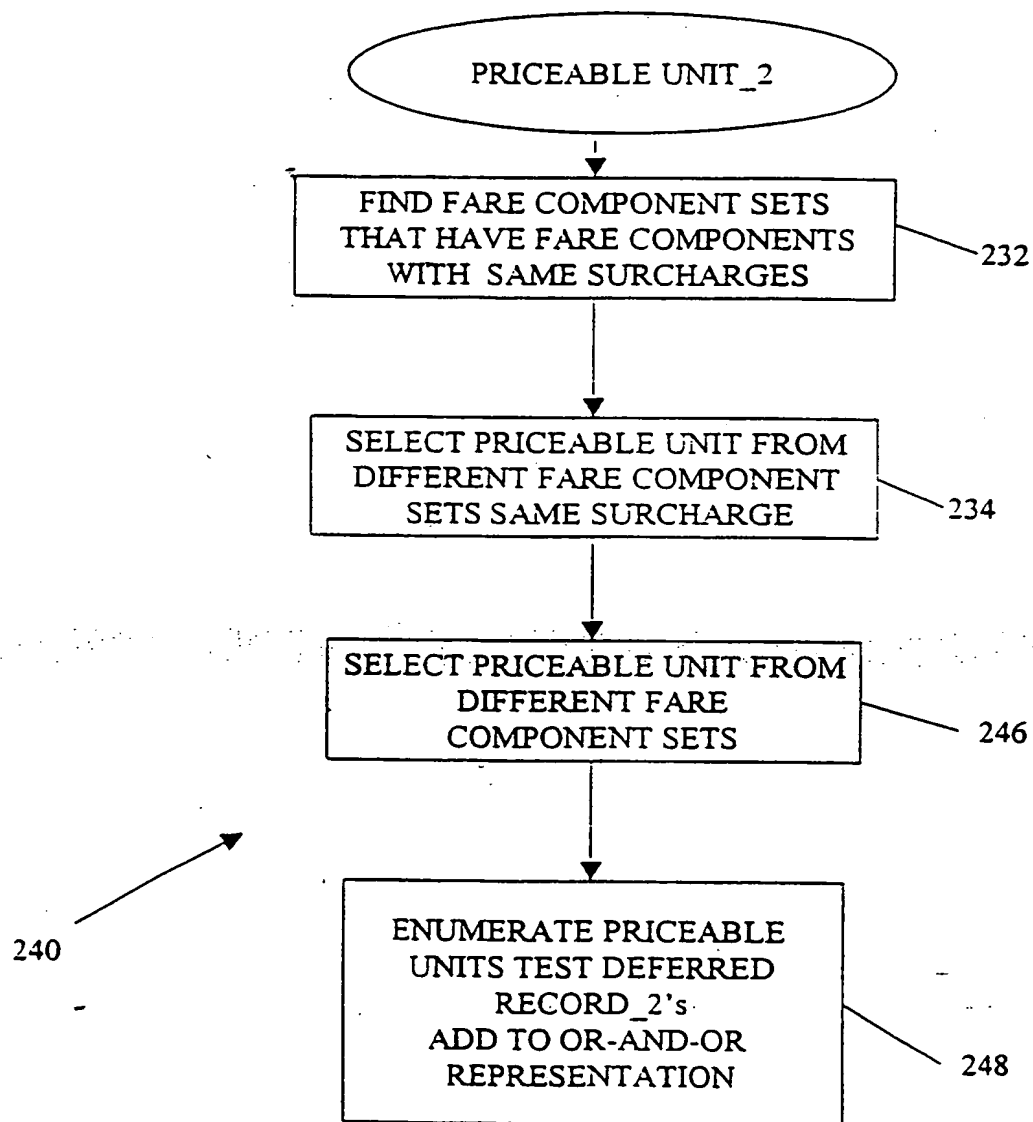 PRICEABLE UNIT_2
FIND FARE COMPONENT SETS
THAT HAVE FARE COMPONENTS
WITH SAME SURCHARGES
232
SELECT PRICEABLE UNIT FROM
DIFFERENT FARE COMPONENT
SETS SAME SURCHARGE
234
SELECT PRICEABLE UNIT FROM
DIFFERENT FARE
COMPONENT SETS
246
240
ENUMERATE PRICEABLE
UNITS TEST DEFERRED
RECORD_2's
ADD TO OR-AND-OR
REPRESENTATION
248